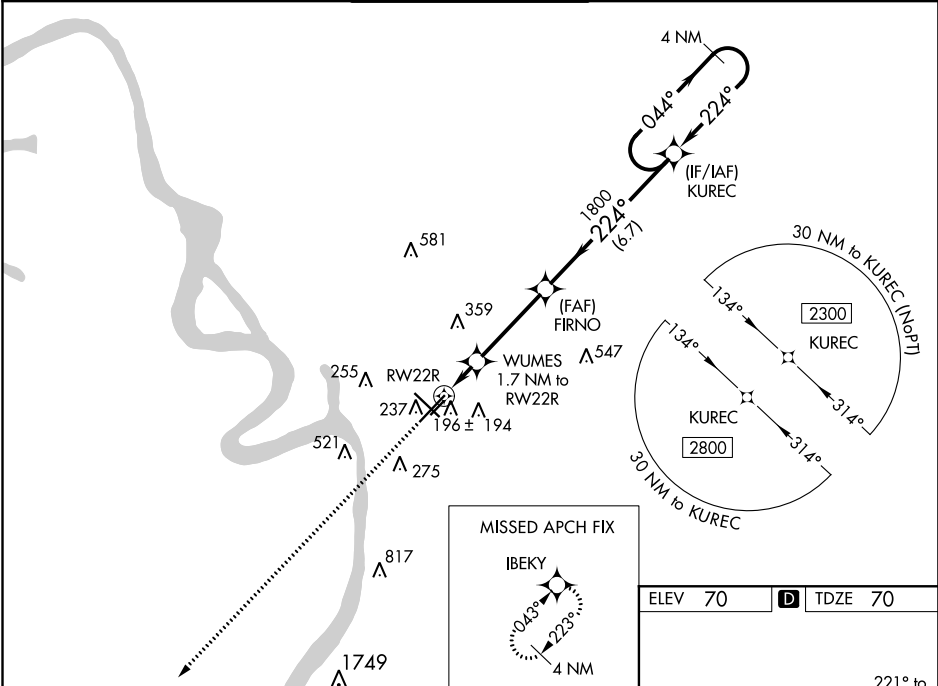 4 NM
044°
224°
(IF/IAF)
KUREC
1800
224°
(6.7)
581
30 NM to KUREC (NoPT)
134°
2300
KUREC
314°
(FAF)
FIRNO
359
547
WUMES
1.7 NM to
RW22R
134°
KUREC
2800
314°
30 NM to KUREC
255
RW22R
237
196 ±
194
521
275
817
1749
MISSED APCH FIX
IBEKY
043°
223°
4 NM
ELEV 70
D
TDZE 70
221° to